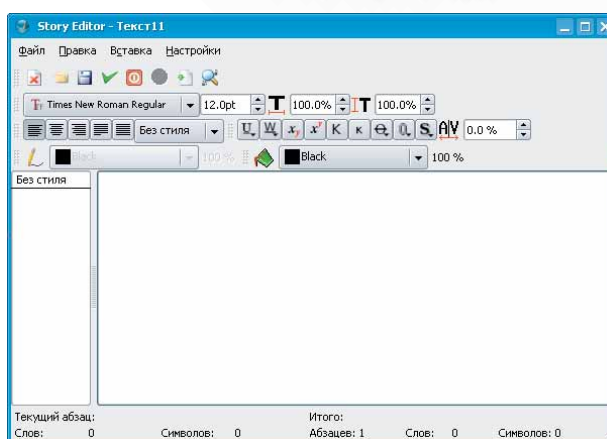 Story Editor - Текст11
Файл Правка Вставка Настройки
Times New Roman Regular 12.0pt T 100.0% T 100.0%
Без стиля U W x y x y K к O 0 S A|V 0.0 %
Black 100 % Black 100 %
Без стиля
Текущий абзац: Итого:
Слов: 0 Символов: 0 Абзацев: 1 Слов: 0 Символов: 0